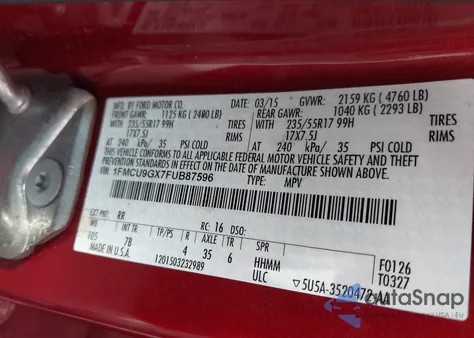 MFD. BY FORD MOTOR CO. 03/15 GVWR: 2159 KG ( 4760 LB)
FRONT GAWR: 1125 KG (2480 LB) REAR GAWR: 1040 KG ( 2293 LB)
WITH WITH
235/55R17 99H TIRES 235/55R17 99H TIRES
17X7.5J RIMS 17X7.5J RIMS
AT 240 kPa/ 35 PSI COLD AT 240 kPa/ 35 PSI COLD
THIS VEHICLE CONFORMS TO ALL APPLICABLE FEDERAL MOTOR VEHICLE SAFETY AND THEFT
PREVENTION STANDARDS IN EFFECT ON THE DATE OF MANUFACTURE SHOWN ABOVE.
VIN: 1FMCU9GX7FUB87596
TYPE: MPV
EXT PNT: RR RC: 16 DSO: F0126
WB INT TR TP/PS R AXLE TR SPR T0327
105 7B 4 35 6 HHMM
MADE IN U.S.A. 1201503232989 ULC
5U5A-3520472-AA
autoSnap